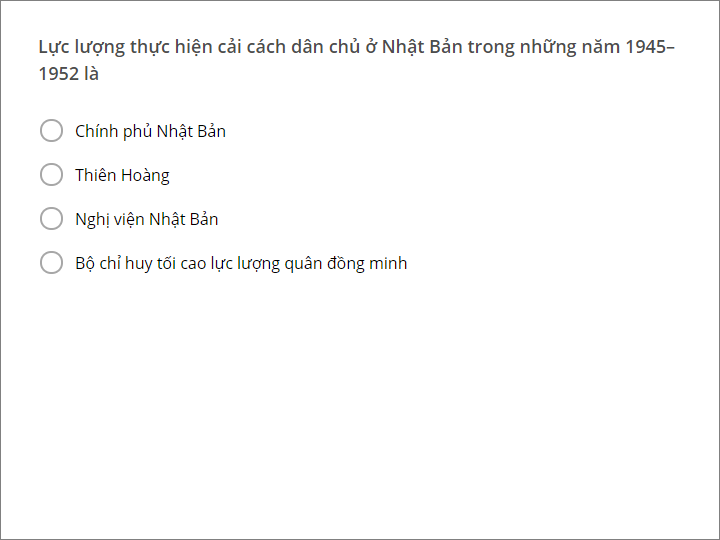 Lực lượng thực hiện cải cách dân chủ ở Nhật Bản trong những năm 1945–
1952 là
Chính phủ Nhật Bản
Thiên Hoàng
Nghị viện Nhật Bản
Bộ chỉ huy tối cao lực lượng quân đồng minh